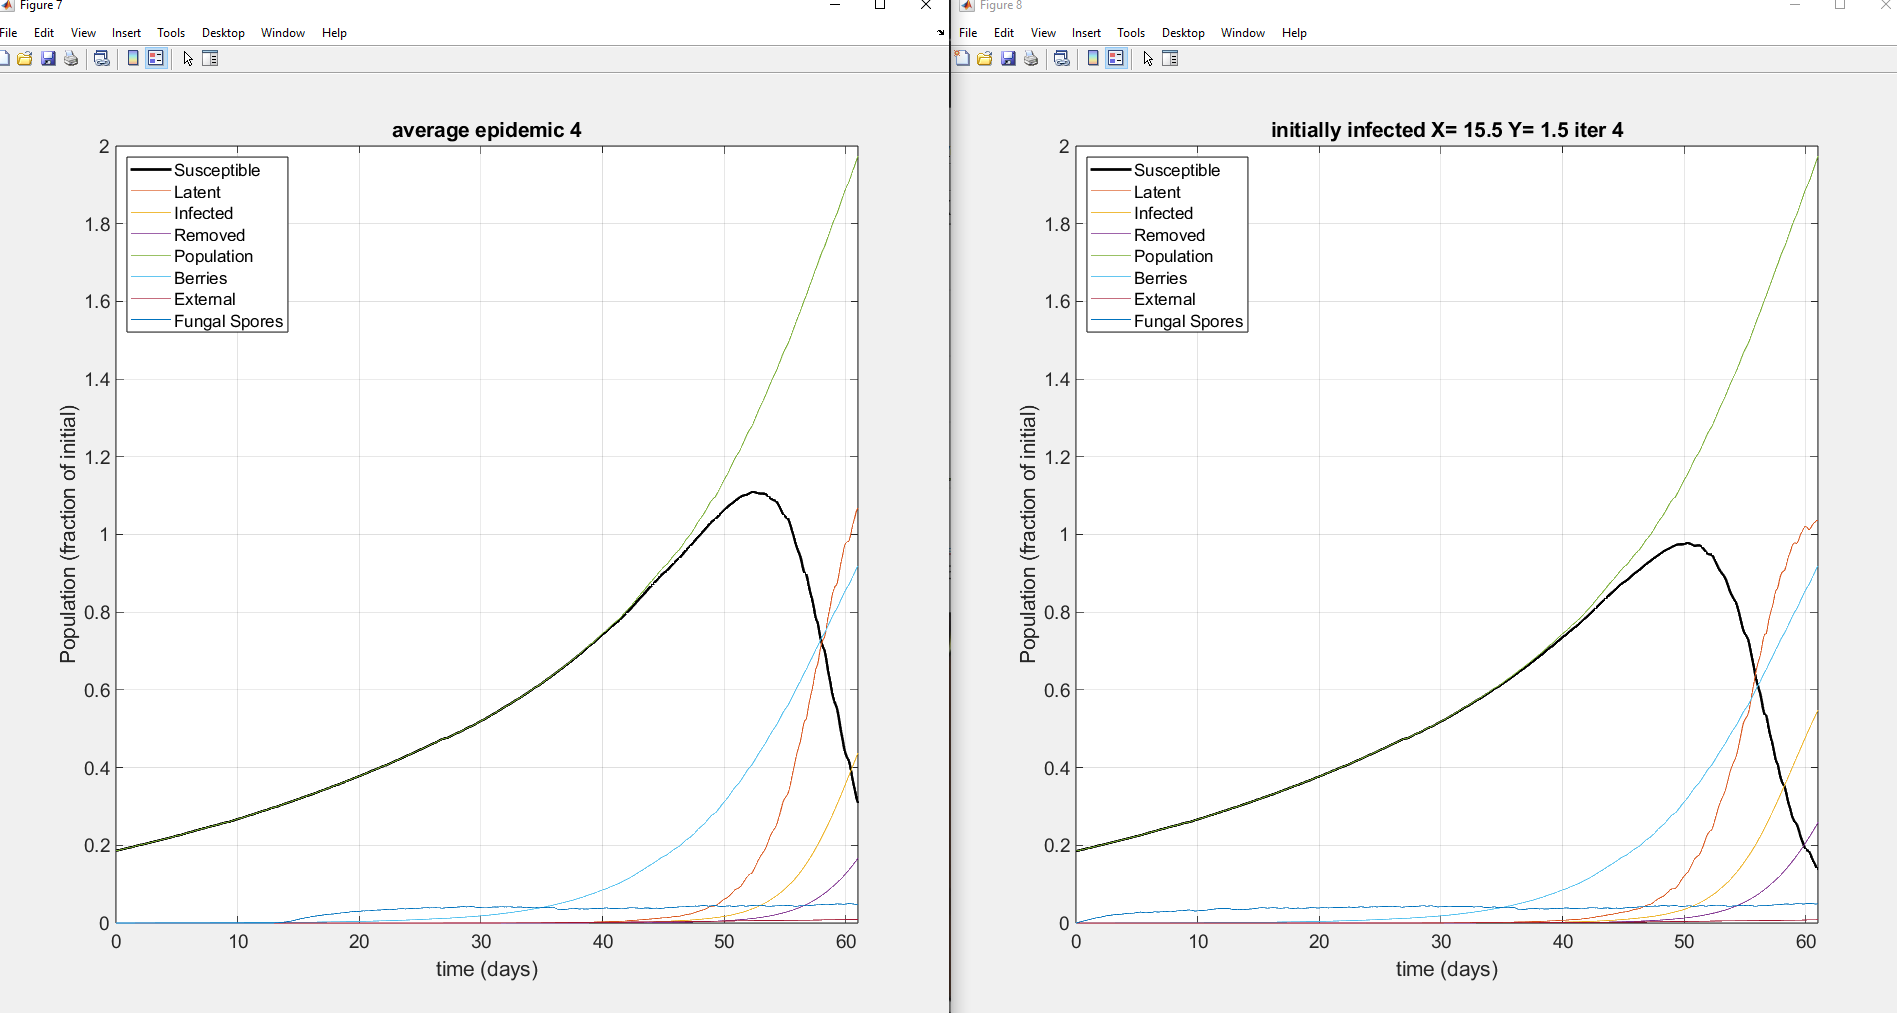 Figure 7
File Edit View Insert Tools Desktop Window Help
average epidemic 4
Susceptible
Latent
Infected
Removed
Population
Berries
External
Fungal Spores
2
1.8
1.6
1.4
1.2
1
0.8
0.6
0.4
0.2
0
Population (fraction of initial)
0 10 20 30 40 50 60
time (days)
Figure 8
File Edit View Insert Tools Desktop Window Help
initially infected X= 15.5 Y= 1.5 iter 4
Susceptible
Latent
Infected
Removed
Population
Berries
External
Fungal Spores
2
1.8
1.6
1.4
1.2
1
0.8
0.6
0.4
0.2
0
Population (fraction of initial)
0 10 20 30 40 50 60
time (days)